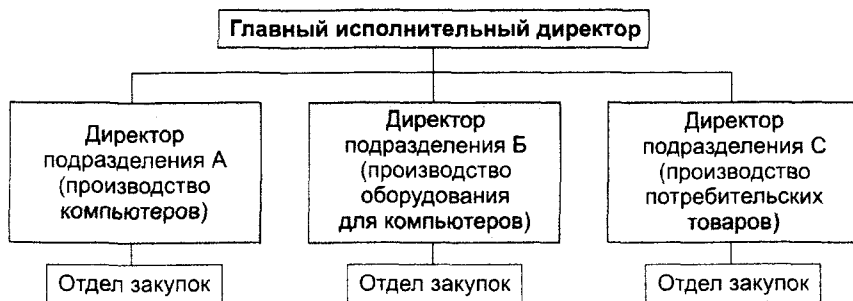 Главный исполнительный директор
Директор
подразделения А
(производство
компьютеров)
Директор
подразделения Б
(производство
оборудования
для компьютеров)
Директор
подразделения С
(производство
потребительских
товаров)
Отдел закупок
Отдел закупок
Отдел закупок